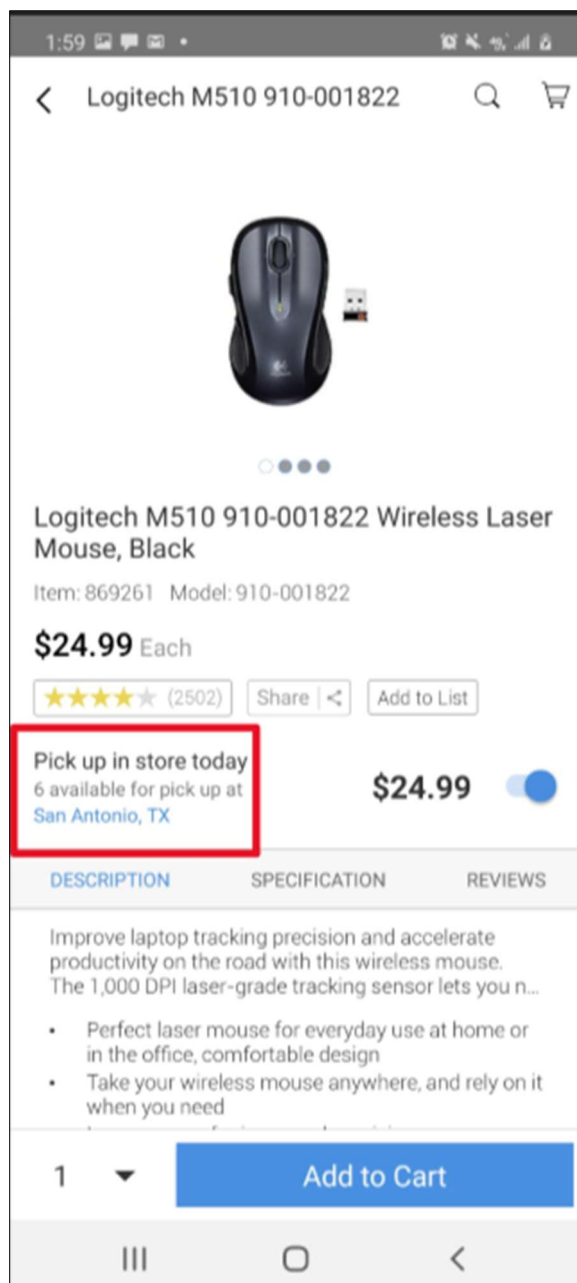 1:59
Logitech M510 910-001822
Logitech M510 910-001822 Wireless Laser
Mouse, Black
Item: 869261 Model: 910-001822
$24.99 Each
(2502) Share Add to List
Pick up in store today
6 available for pick up at
San Antonio, TX
$24.99
DESCRIPTION SPECIFICATION REVIEWS
Improve laptop tracking precision and accelerate
productivity on the road with this wireless mouse.
The 1,000 DPI laser-grade tracking sensor lets you n...
• Perfect laser mouse for everyday use at home or
in the office, comfortable design
• Take your wireless mouse anywhere, and rely on it
when you need
1
Add to Cart